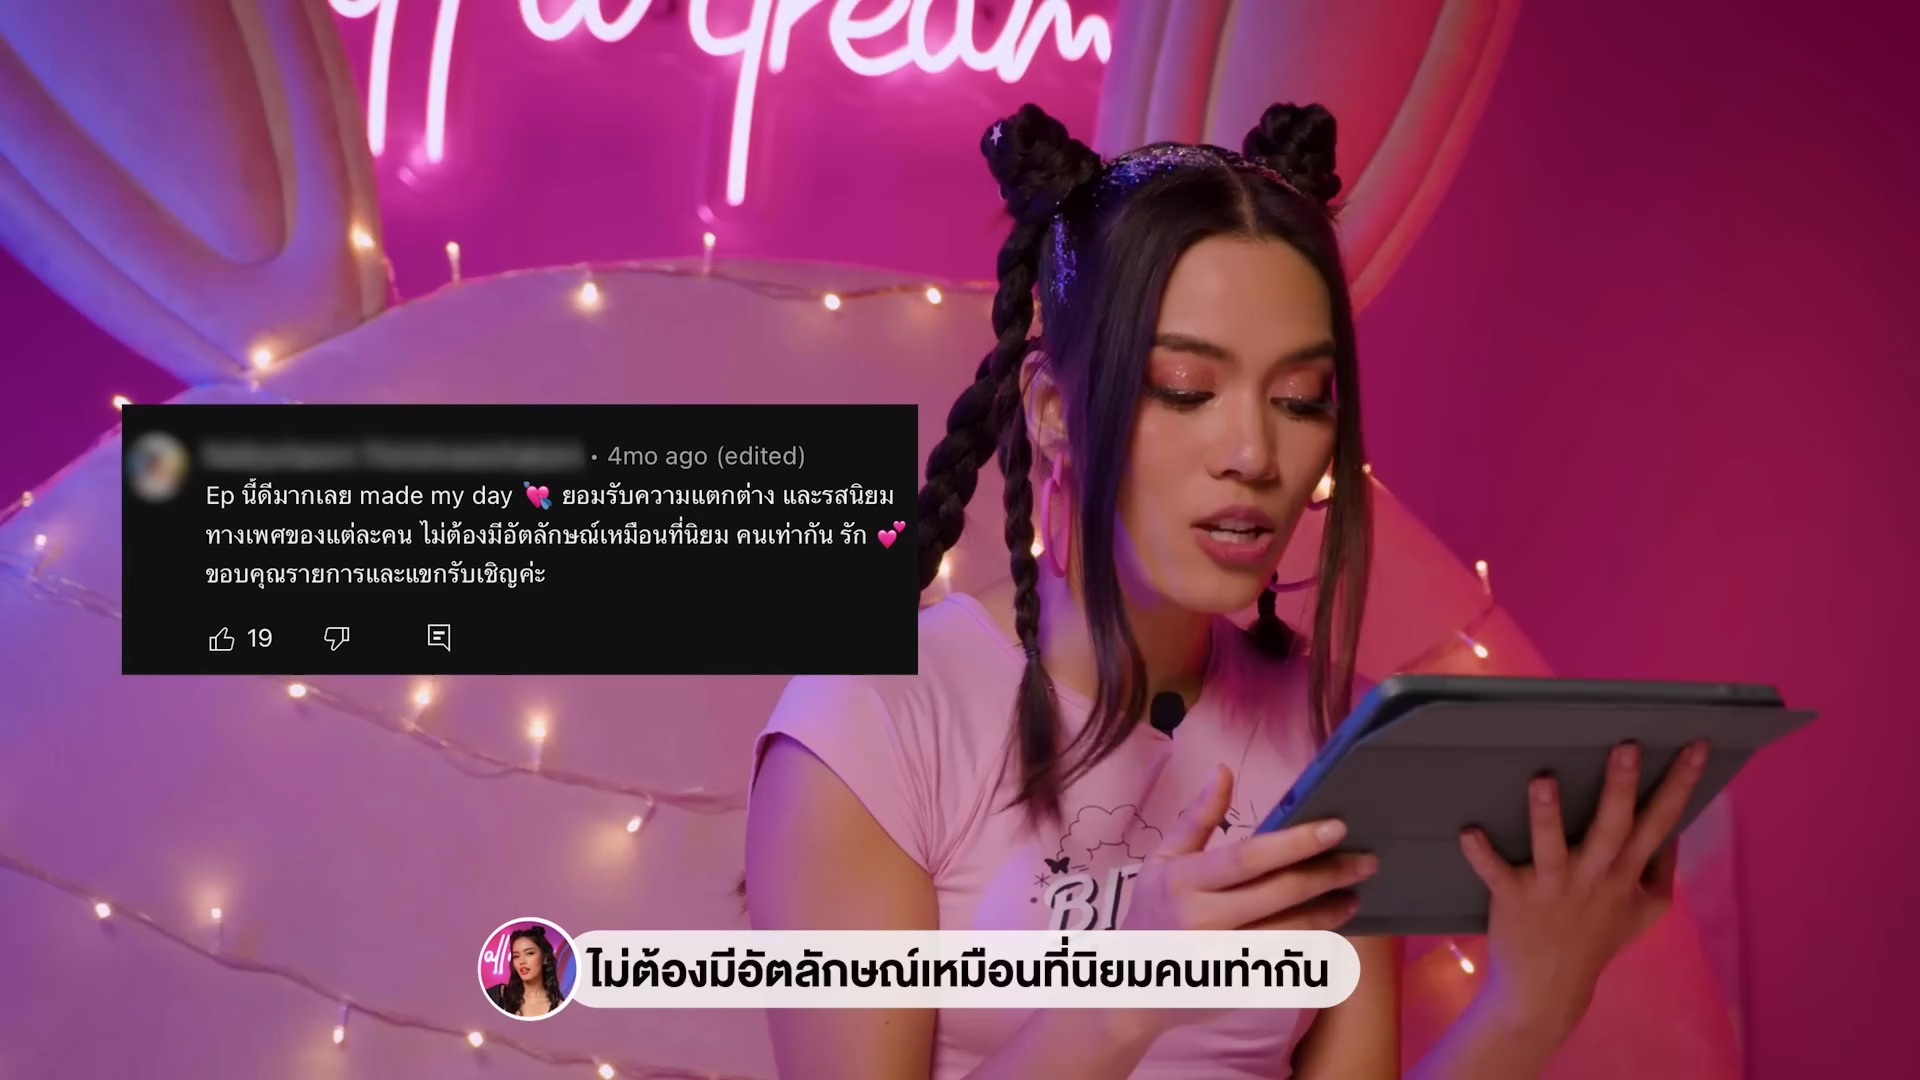 • 4mo ago (edited)
Ep นี้ดีมากเลย made my day 💘 ยอมรับความแตกต่าง และรสนิยม
ทางเพศของแต่ละคน ไม่ต้องมีอัตลักษณ์เหมือนที่นิยม คนเท่ากัน รัก 💕
ขอบคุณรายการและแขกรับเชิญค่ะ
19
ไม่ต้องมีอัตลักษณ์เหมือนที่นิยมคนเท่ากัน